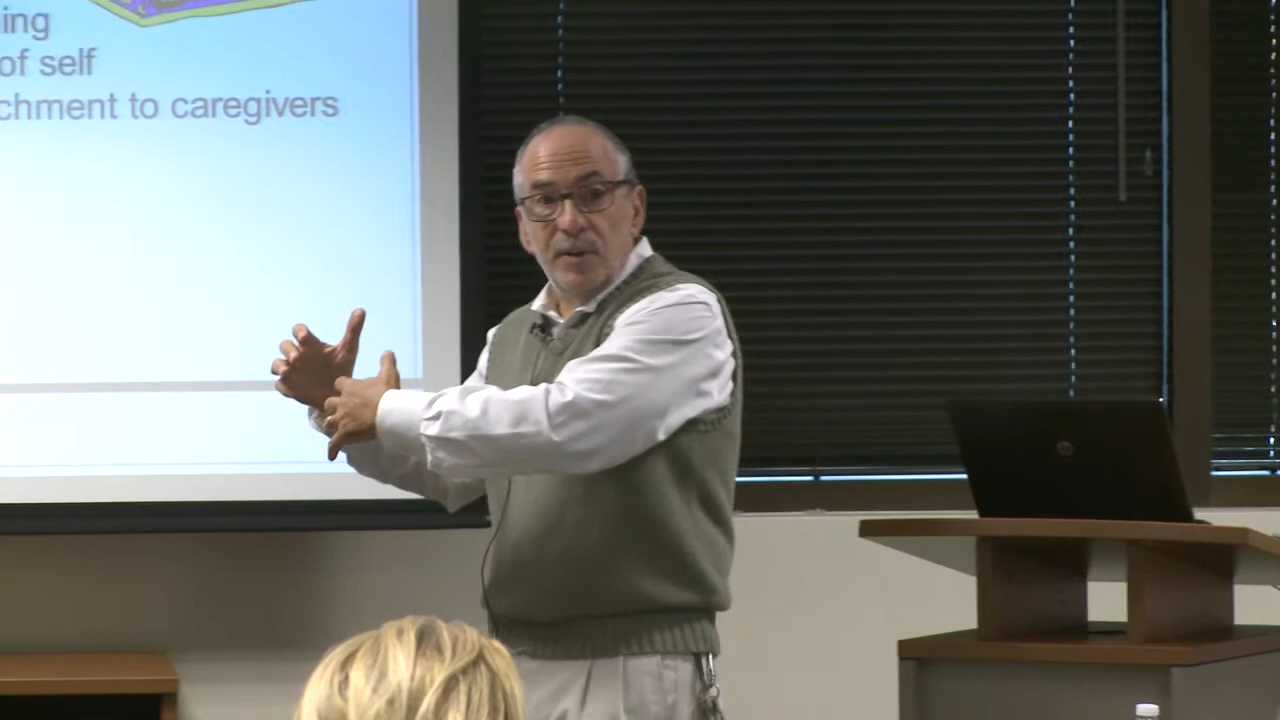 ing
of self
chment to caregivers